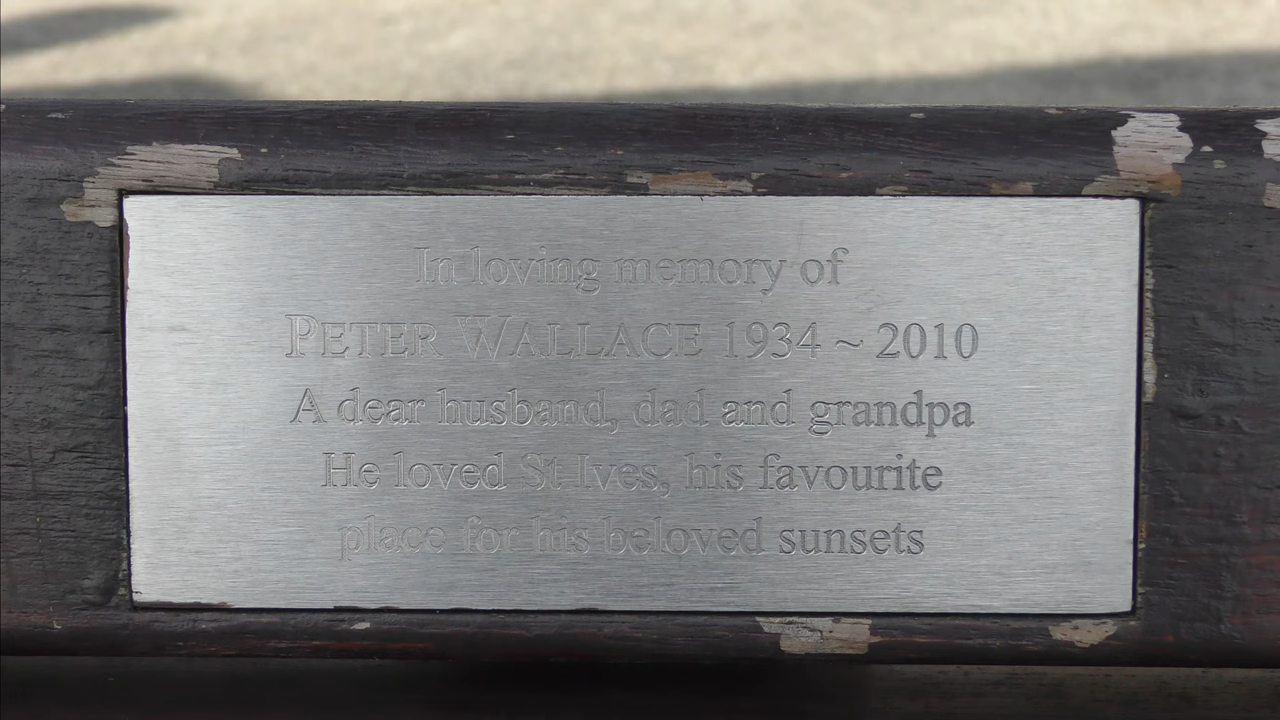 In loving memory of
PETER WALLACE 1934 ~ 2010
A dear husband, dad and grandpa
He loved St Ives, his favourite
place for his beloved sunsets